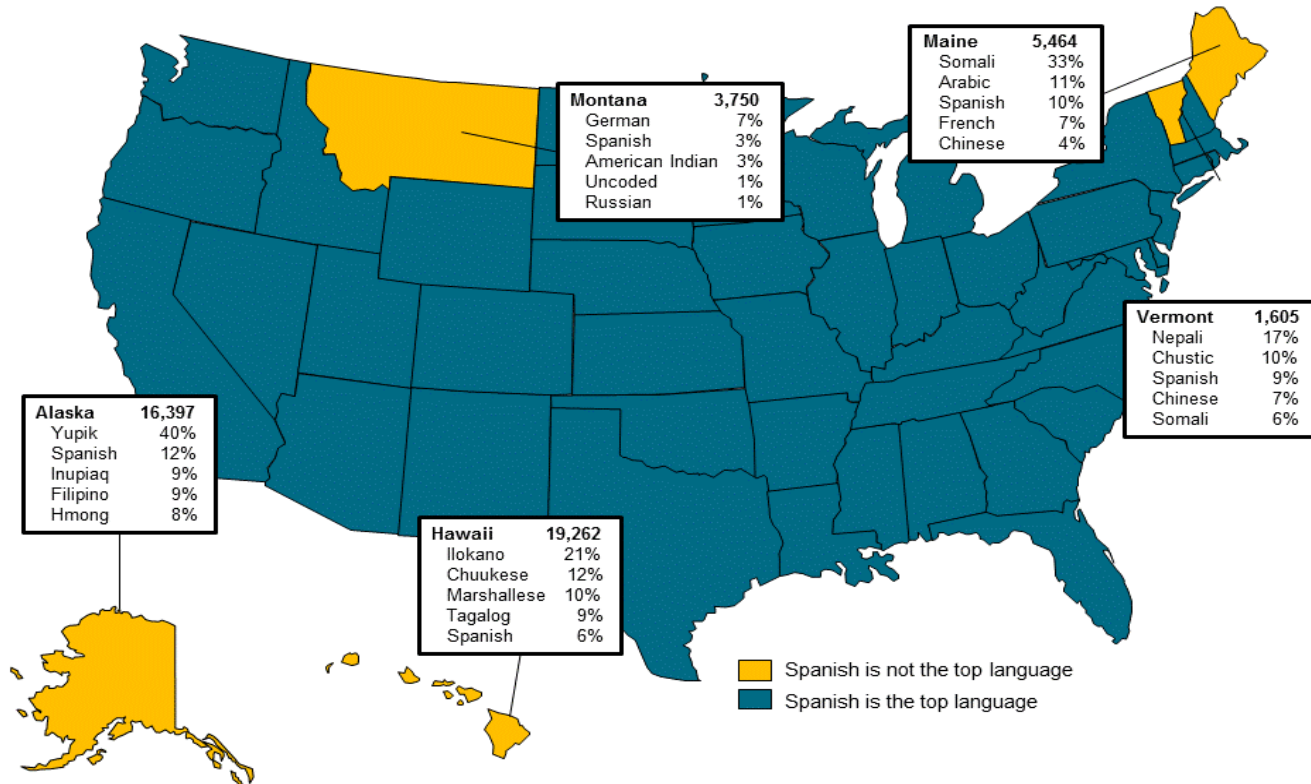 Maine 5,464
Somali 33%
Arabic 11%
Spanish 10%
French 7%
Chinese 4%
Montana 3,750
German 7%
Spanish 3%
American Indian 3%
Uncoded 1%
Russian 1%
Vermont 1,605
Nepali 17%
Chustic 10%
Spanish 9%
Chinese 7%
Somali 6%
Alaska 16,397
Yupik 40%
Spanish 12%
Inupiaq 9%
Filipino 9%
Hmong 8%
Hawaii 19,262
Ilokano 21%
Chuukese 12%
Marshallese 10%
Tagalog 9%
Spanish 6%
Spanish is not the top language
Spanish is the top language